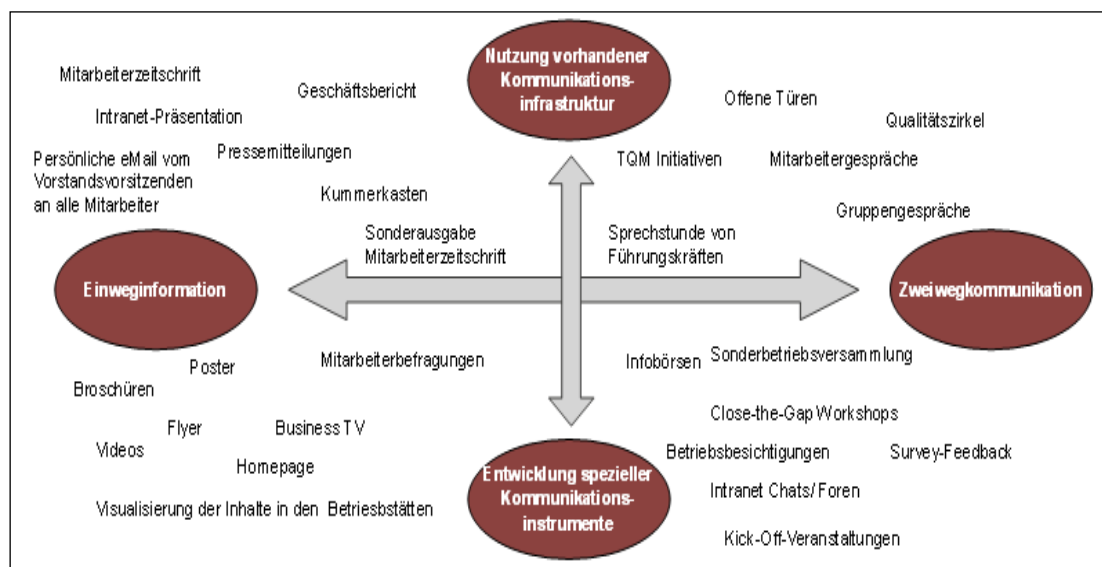 Nutzung vorhandener
Kommunikations-
infrastruktur
Mitarbeiterzeitschrift
Geschäftsbericht
Intranet-Präsentation
Persönliche eMail vom
Vorstandsvorsitzenden
an alle Mitarbeiter
Pressemitteilungen
Kummerkasten
Sonderausgabe
Mitarbeiterzeitschrift
Offene Türen
Qualitätszirkel
TQM Initiativen
Mitarbeitergespräche
Gruppengespräche
Sprechstunde von
Führungskräften
Einweginformation
Zweiwegkommunikation
Mitarbeiterbefragungen
Poster
Broschüren
Flyer
Business TV
Videos
Homepage
Visualisierung der Inhalte in den Betriesbstätten
Infobörsen
Sonderbetriebsversammlung
Close-the-Gap Workshops
Betriebsbesichtigungen
Survey-Feedback
Intranet Chats/ Foren
Kick-Off-Veranstaltungen
Entwicklung spezieller
Kommunikations-
instrumente